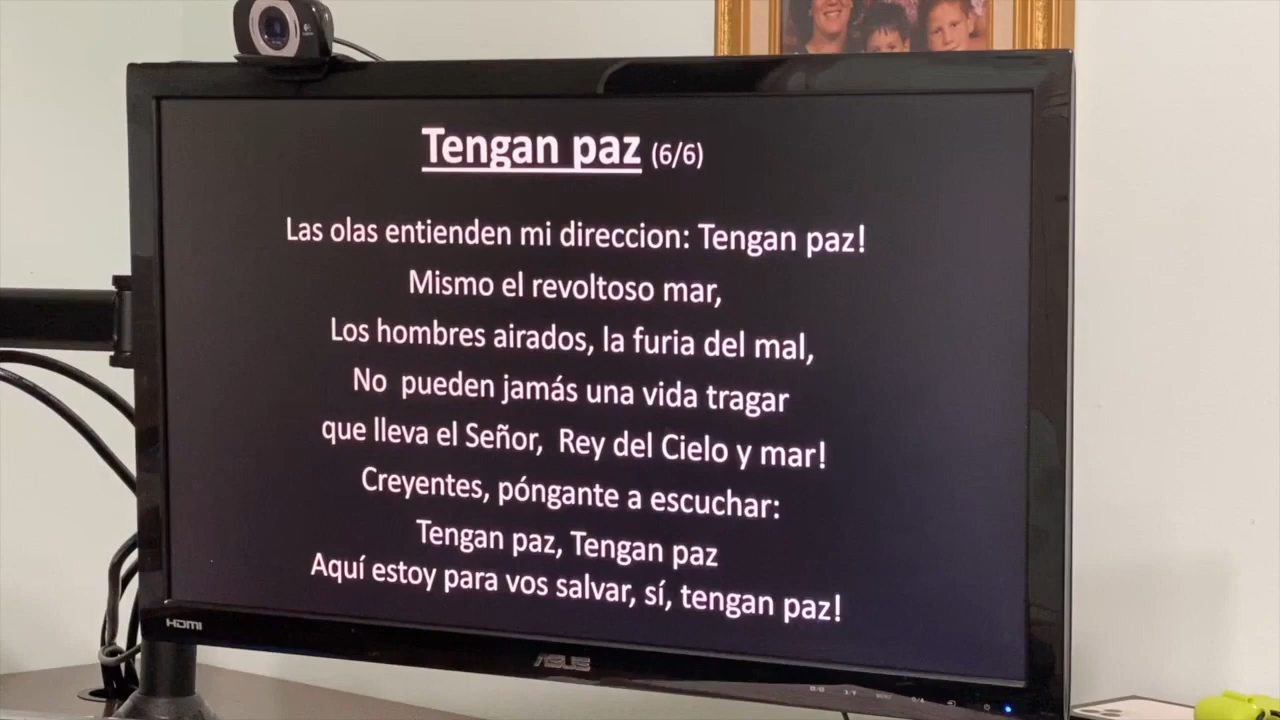 Tengan paz (6/6)
Las olas entienden mi direccion: Tengan paz!
Mismo el revoltoso mar,
Los hombres airados, la furia del mal,
No pueden jamás una vida tragar
que lleva el Señor, Rey del Cielo y mar!
Creyentes, póngante a escuchar:
Tengan paz, Tengan paz
Aquí estoy para vos salvar, sí, tengan paz!
HDMI
ASUS